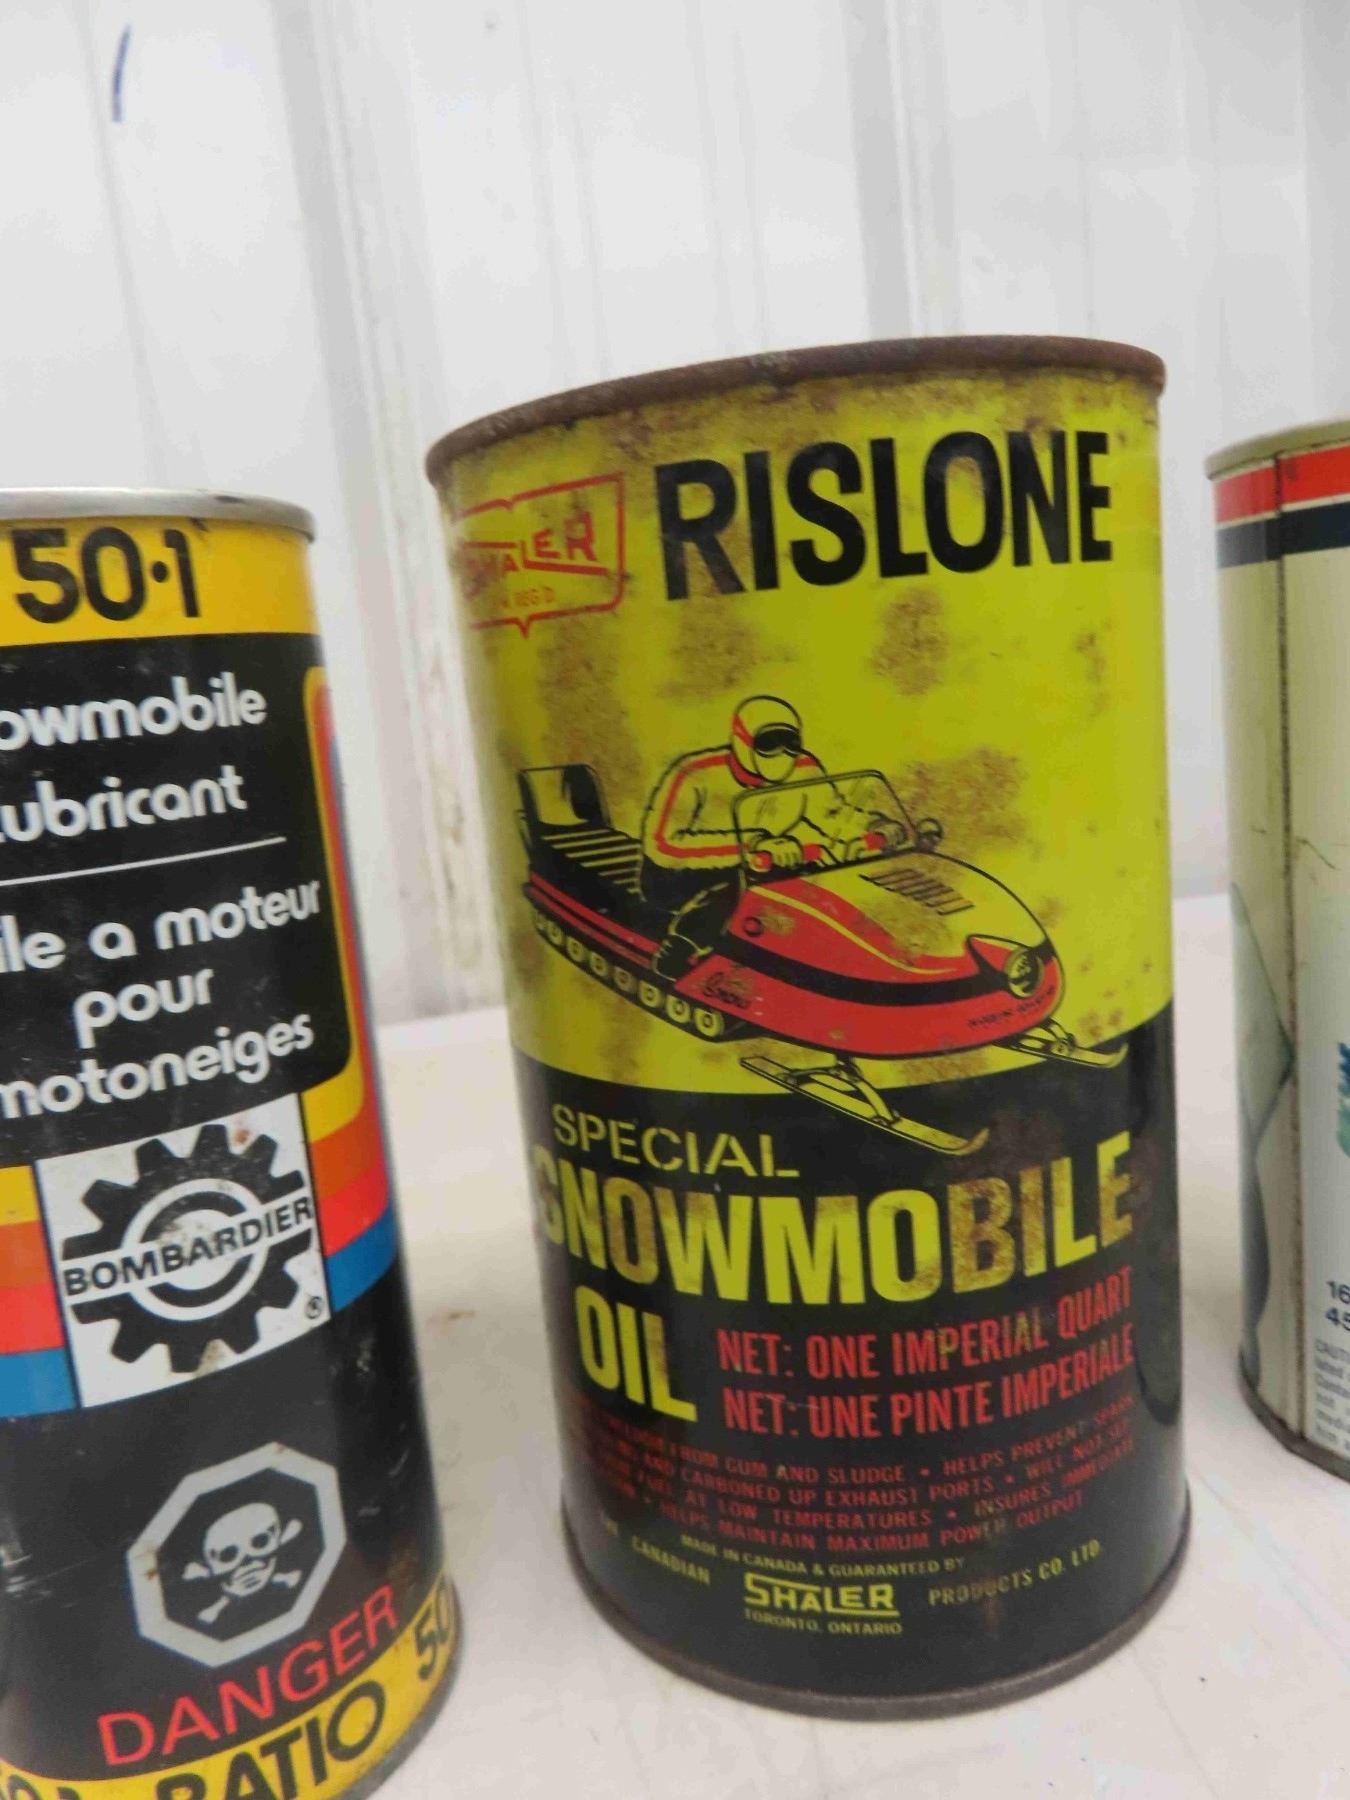 50·1
owmobile
Lubricant
ile a moteur
pour
motoneiges
BOMBARDIER
®
DANGER
RATIO 50
SHALER
REG'D
RISLONE
SPECIAL
SNOWMOBILE
OIL
NET: ONE IMPERIAL QUART
NET: UNE PINTE IMPERIALE
FROM GUM AND SLUDGE • HELPS PREVENT SPARK
AND CARBONED UP EXHAUST PORTS • WILL NOT SET
FUEL AT LOW TEMPERATURES • INSURES IMMEDIATE
• HELPS MAINTAIN MAXIMUM POWER OUTPUT
MADE IN CANADA & GUARANTEED BY
CANADIAN SHALER PRODUCTS CO. LTD.
TORONTO, ONTARIO
16
45